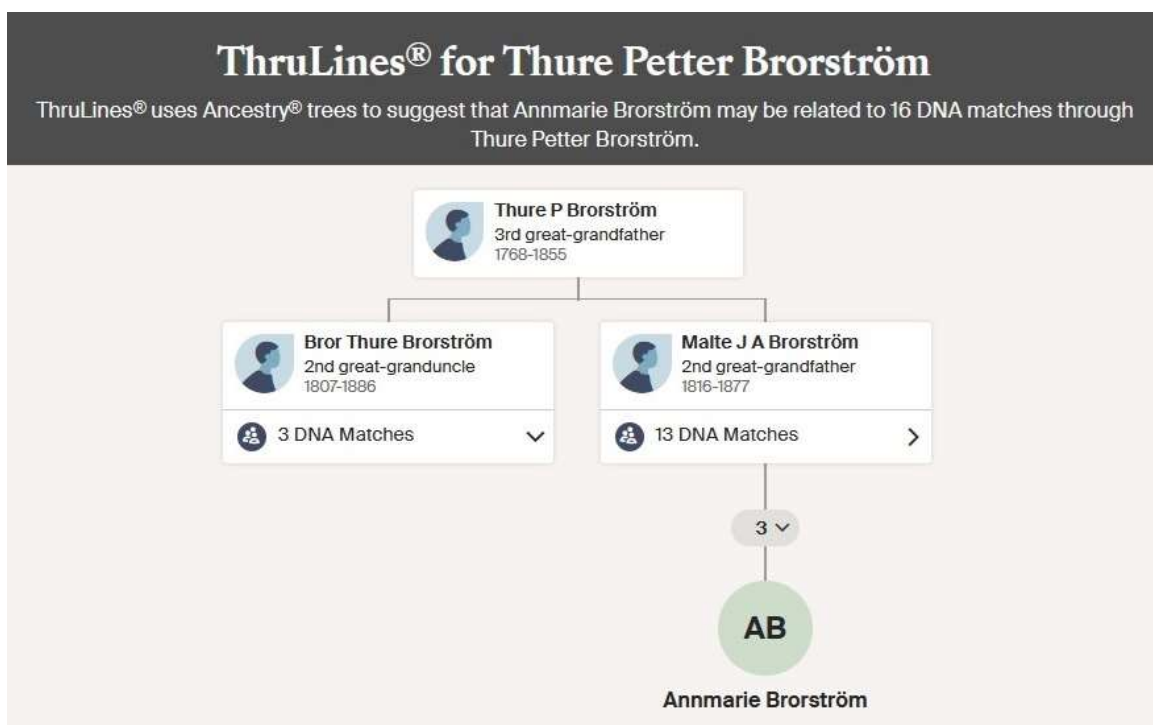 ThruLines® for Thure Petter Brorström
ThruLines® uses Ancestry® trees to suggest that Annmarie Brorström may be related to 16 DNA matches through
Thure Petter Brorström.
Thure P Brorström
3rd great-grandfather
1768-1855
Bror Thure Brorström
2nd great-granduncle
1807-1886
3 DNA Matches
Malte J A Brorström
2nd great-grandfather
1816-1877
13 DNA Matches
3
AB
Annmarie Brorström